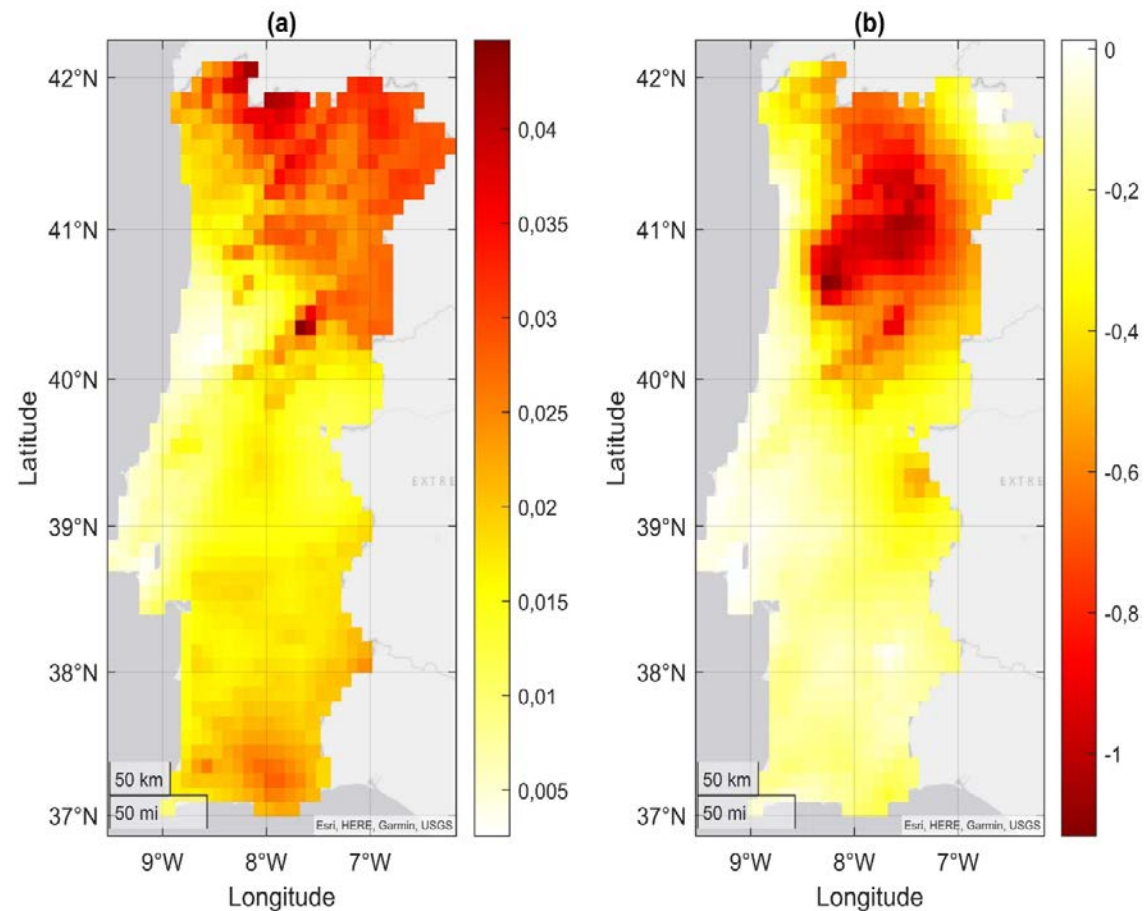 (a)
(b)
42°N
41°N
40°N
39°N
38°N
37°N
Latitude
9°W
8°W
7°W
Longitude
EXTRE
50 km
50 mi
Esri, HERE, Garmin, USGS
0,04
0,035
0,03
0,025
0,02
0,015
0,01
0,005
42°N
41°N
40°N
39°N
38°N
37°N
Latitude
9°W
8°W
7°W
Longitude
EXTRE
50 km
50 mi
Esri, HERE, Garmin, USGS
0
-0,2
-0,4
-0,6
-0,8
-1